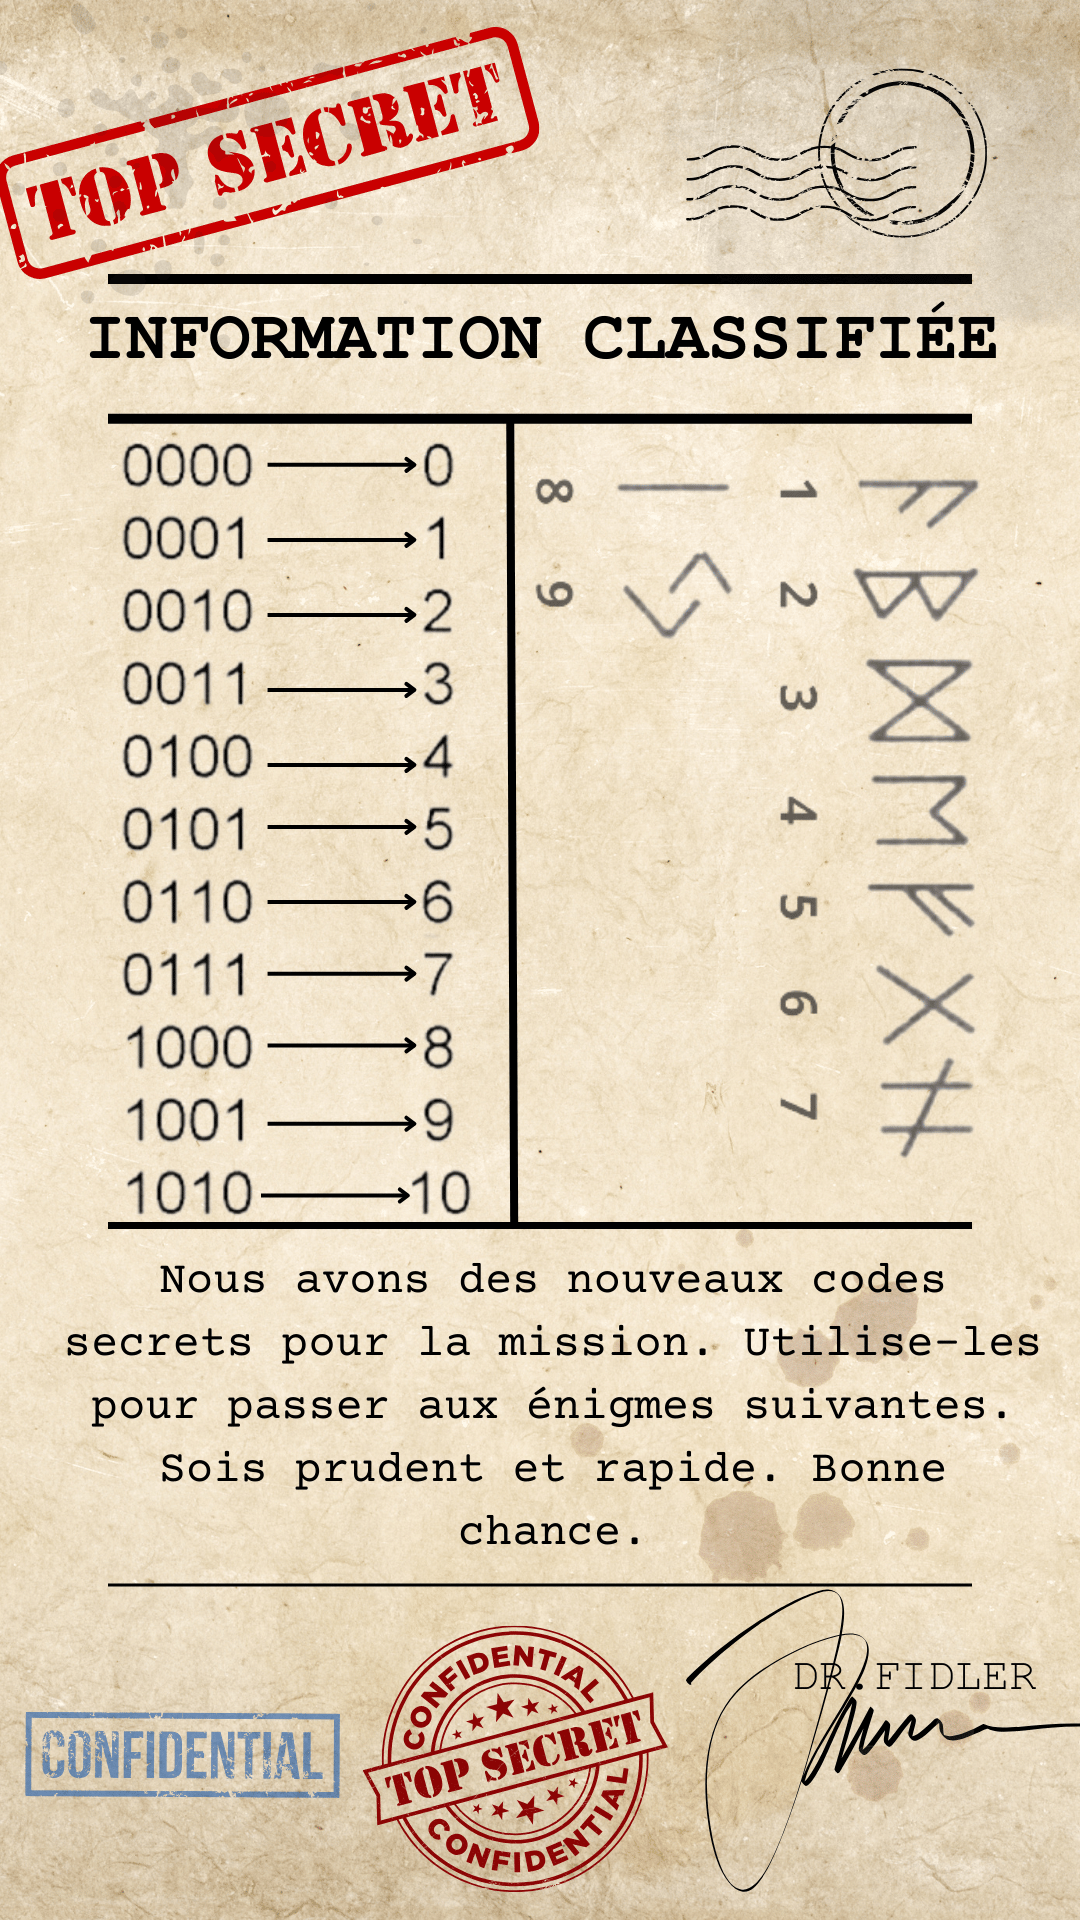 TOP SECRET
INFORMATION CLASSIFIÉE
0000 → 0
0001 → 1
0010 → 2
0011 → 3
0100 → 4
0101 → 5
0110 → 6
0111 → 7
1000 → 8
1001 → 9
1010 → 10
1 ᚨ
2 ᛒ
3 ᛞ
4 ᛖ
5 ᚠ
6 ᚷ
7 ᚺ
8 ᛁ
9 ᛃ
Nous avons des nouveaux codes
secrets pour la mission. Utilise-les
pour passer aux énigmes suivantes.
Sois prudent et rapide. Bonne
chance.
DR.FIDLER
CONFIDENTIAL
CONFIDENTIAL
TOP SECRET
CONFIDENTIAL